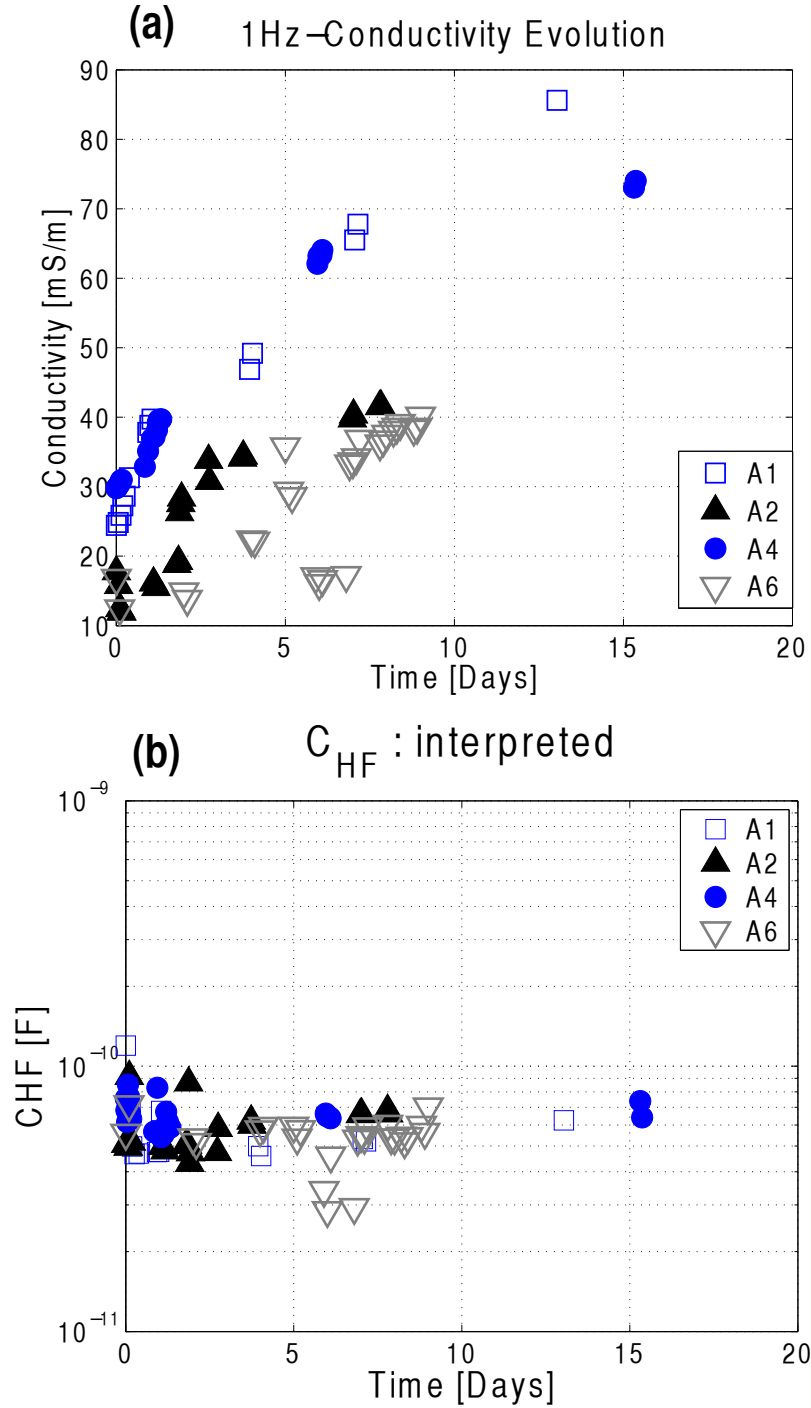 (a) 1Hz–Conductivity Evolution
90
80
70
60
50
40
30
20
10
Conductivity [mS/m]
A1
A2
A4
A6
0 5 10 15 20
Time [Days]
(b) C_HF : interpreted
10⁻⁹
10⁻¹⁰
10⁻¹¹
CHF [F]
A1
A2
A4
A6
0 5 10 15 20
Time [Days]